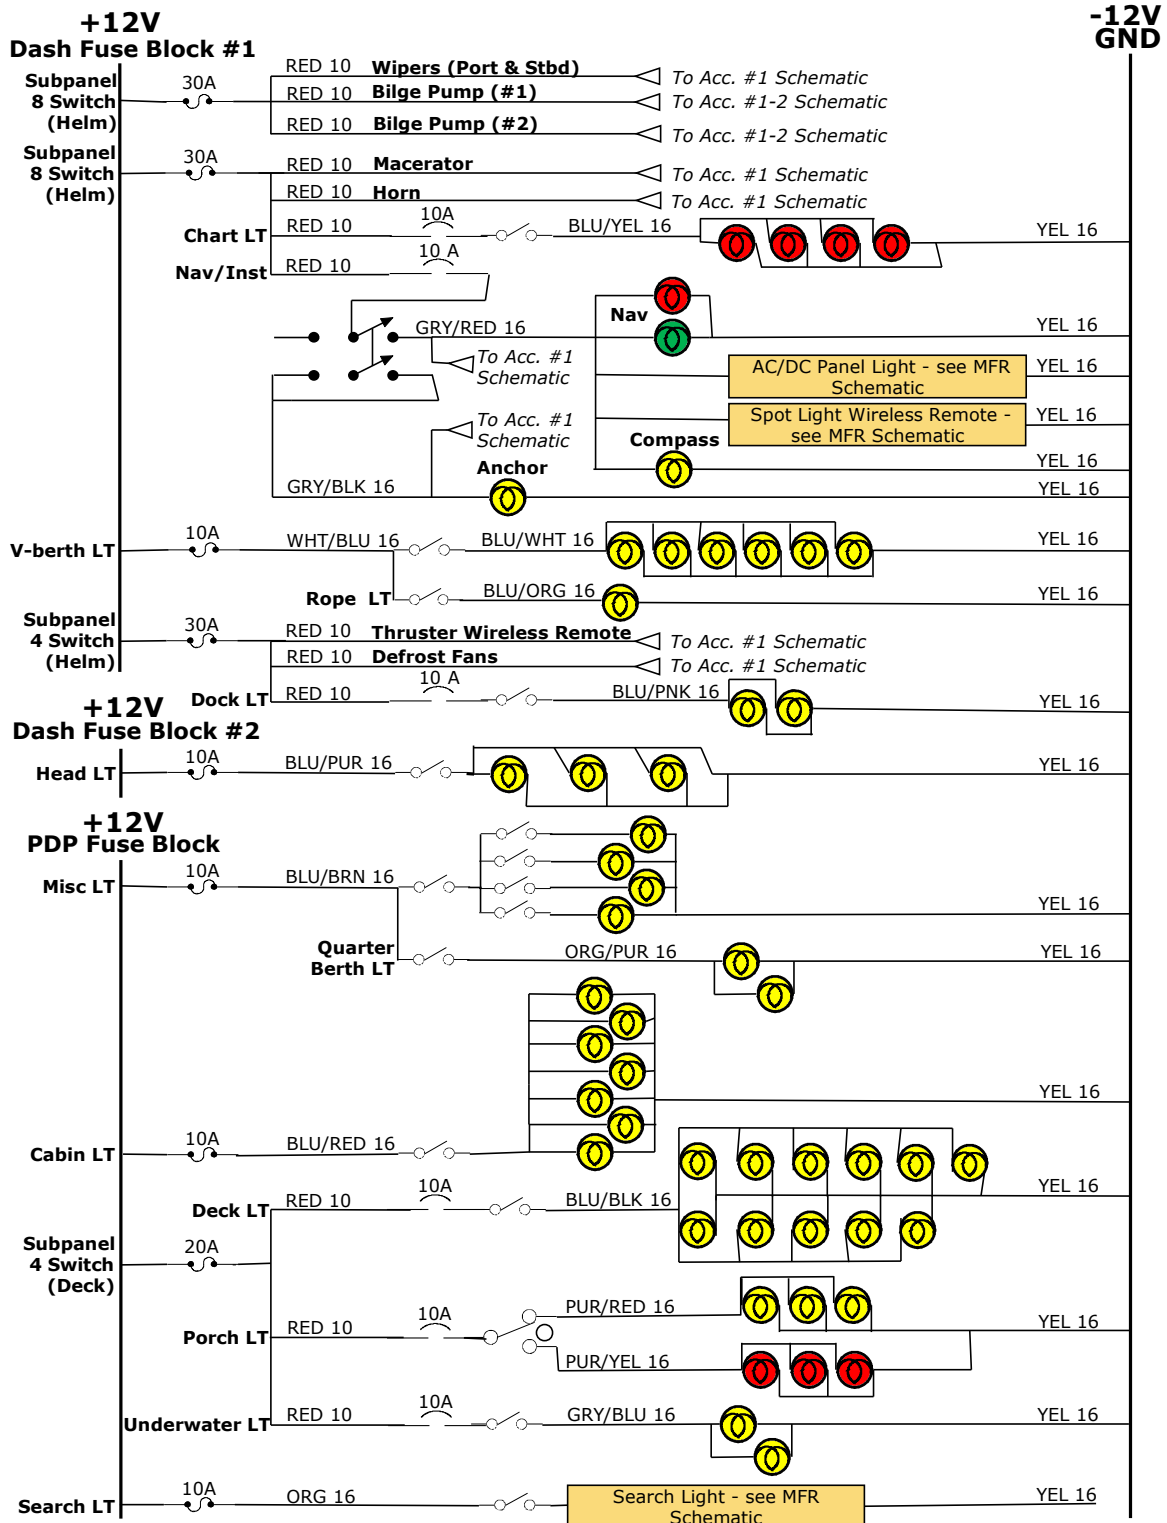 +12V
Dash Fuse Block #1
-12V
GND
Subpanel
8 Switch
(Helm)
30A
RED 10 Wipers (Port & Stbd)
To Acc. #1 Schematic
RED 10 Bilge Pump (#1)
To Acc. #1-2 Schematic
RED 10 Bilge Pump (#2)
To Acc. #1-2 Schematic
Subpanel
8 Switch
(Helm)
30A
RED 10 Macerator
To Acc. #1 Schematic
RED 10 Horn
To Acc. #1 Schematic
Chart LT RED 10 10A BLU/YEL 16 YEL 16
Nav/Inst RED 10 10 A
Nav
GRY/RED 16 YEL 16
To Acc. #1
Schematic
AC/DC Panel Light - see MFR
Schematic
YEL 16
Spot Light Wireless Remote -
see MFR Schematic
YEL 16
To Acc. #1
Schematic
Compass
YEL 16
Anchor
GRY/BLK 16 YEL 16
V-berth LT 10A WHT/BLU 16 BLU/WHT 16 YEL 16
Rope LT BLU/ORG 16 YEL 16
Subpanel
4 Switch
(Helm)
30A
RED 10 Thruster Wireless Remote
To Acc. #1 Schematic
RED 10 Defrost Fans
To Acc. #1 Schematic
Dock LT RED 10 10 A BLU/PNK 16 YEL 16
+12V
Dash Fuse Block #2
Head LT 10A BLU/PUR 16 YEL 16
+12V
PDP Fuse Block
Misc LT 10A BLU/BRN 16 YEL 16
Quarter
Berth LT
ORG/PUR 16 YEL 16
YEL 16
Cabin LT 10A BLU/RED 16
Deck LT RED 10 10A BLU/BLK 16 YEL 16
Subpanel
4 Switch
(Deck)
20A
Porch LT RED 10 10A PUR/RED 16 YEL 16
PUR/YEL 16
Underwater LT RED 10 10A GRY/BLU 16 YEL 16
Search LT 10A ORG 16
Search Light - see MFR
Schematic
YEL 16